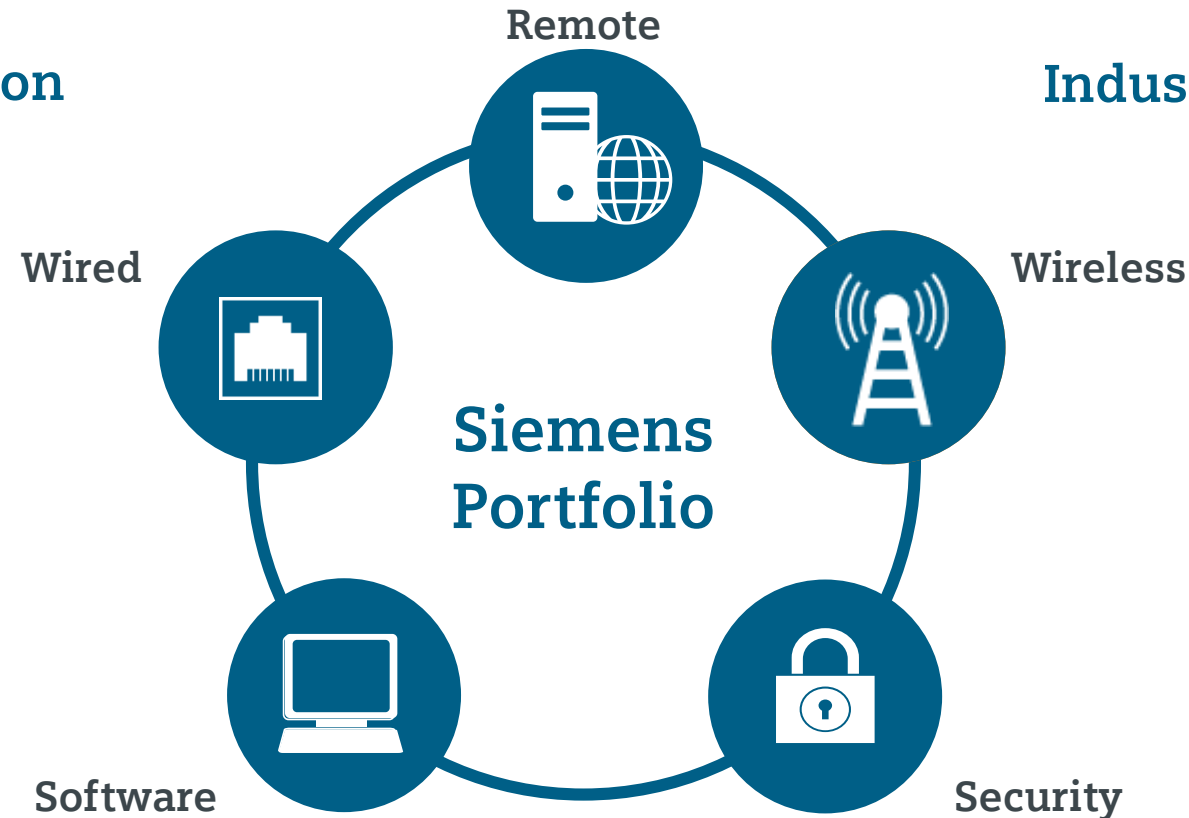 Remote
on
Indus
Wired
Wireless
Siemens
Portfolio
Software
Security